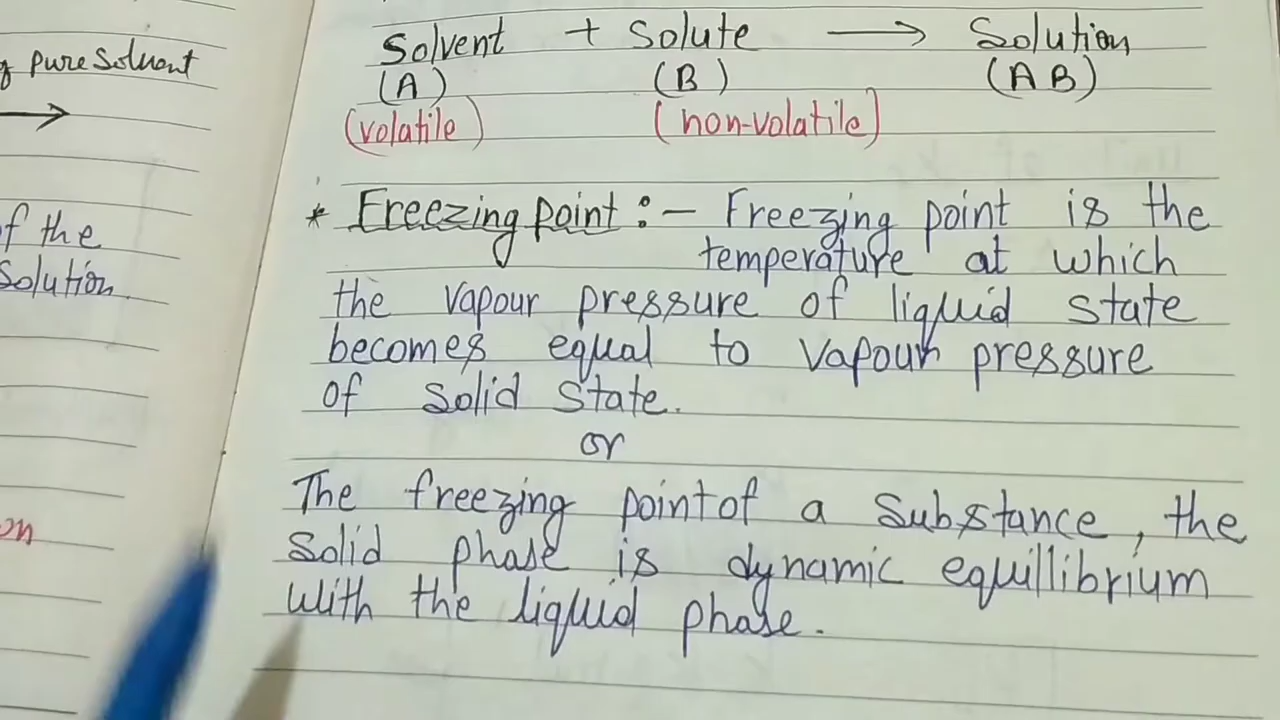 g pure Solvent
f the
Solution
on
Solvent + Solute → Solution
(A) (B) (AB)
(volatile) (non-volatile)
* Freezing point :- Freezing point is the
temperature at which
the vapour pressure of liquid state
becomes equal to vapour pressure
of Solid State.
or
The freezing point of a Substance, the
Solid phase is dynamic equillibrium
With the liquid phase.